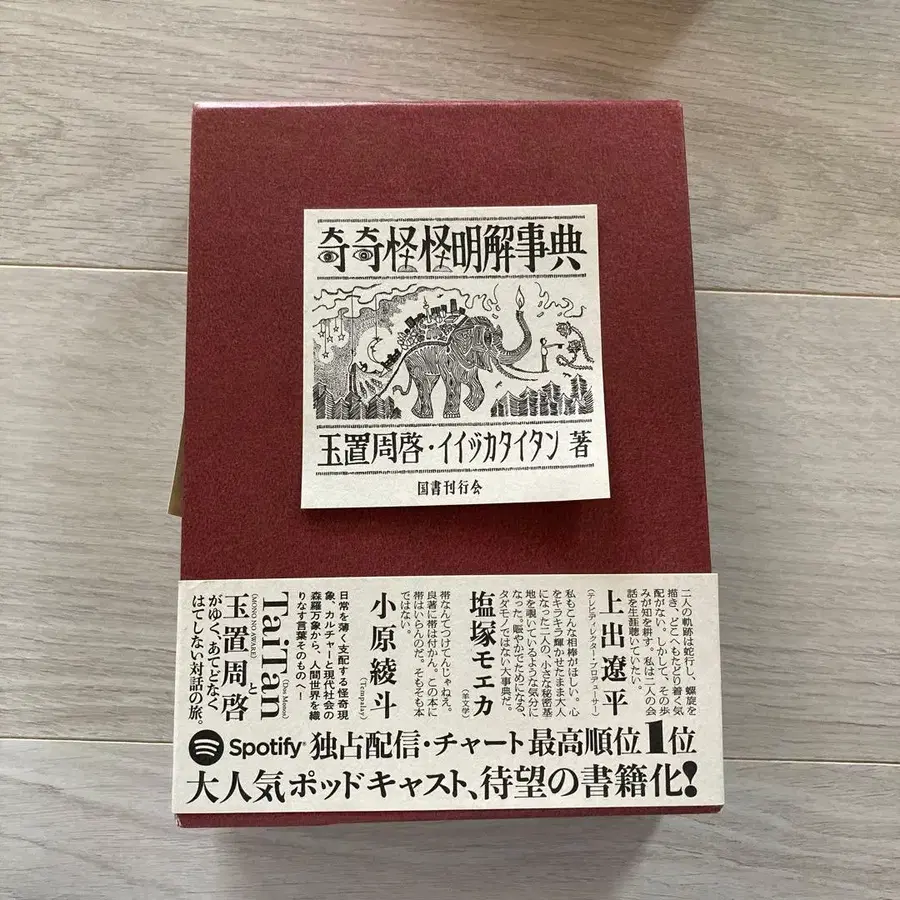 奇奇怪怪明解事典
玉置周啓・イイヅカタイタン 著
国書刊行会
二人の軌跡は蛇行し、螺旋を
描き、どこへもたどり着く気
配がない。しかして、その歩
みが知を耕す。私は二人の会
話を生涯聴いていたい。
上出遼平
(テレビディレクター・プロデューサー)
私もこんな相棒がほしい。心
をキラキラ輝かせたまま大人
になった二人の、小さな秘密基
地を覗いているような気分に
なった。賑やかでためになる、
タダモノではない大事典だ。
塩塚モエカ
(羊文学)
帯なんてつけてんじゃねえ。
良著に帯は付かん。この本に
帯はいらんのだ。そもそも本
ではない。
小原綾斗
(Tempalay)
日常を薄く支配する怪奇現
象、カルチャーと現代社会の
森羅万象から、人間世界を織
りなす言葉そのものへ―
TaiTan(Dos Monos)と
玉置周啓(MONO NO AWARE)
がゆく、あてどなく
はてしない対話の旅。
Spotify 独占配信・チャート最高順位1位
大人気ポッドキャスト、待望の書籍化!